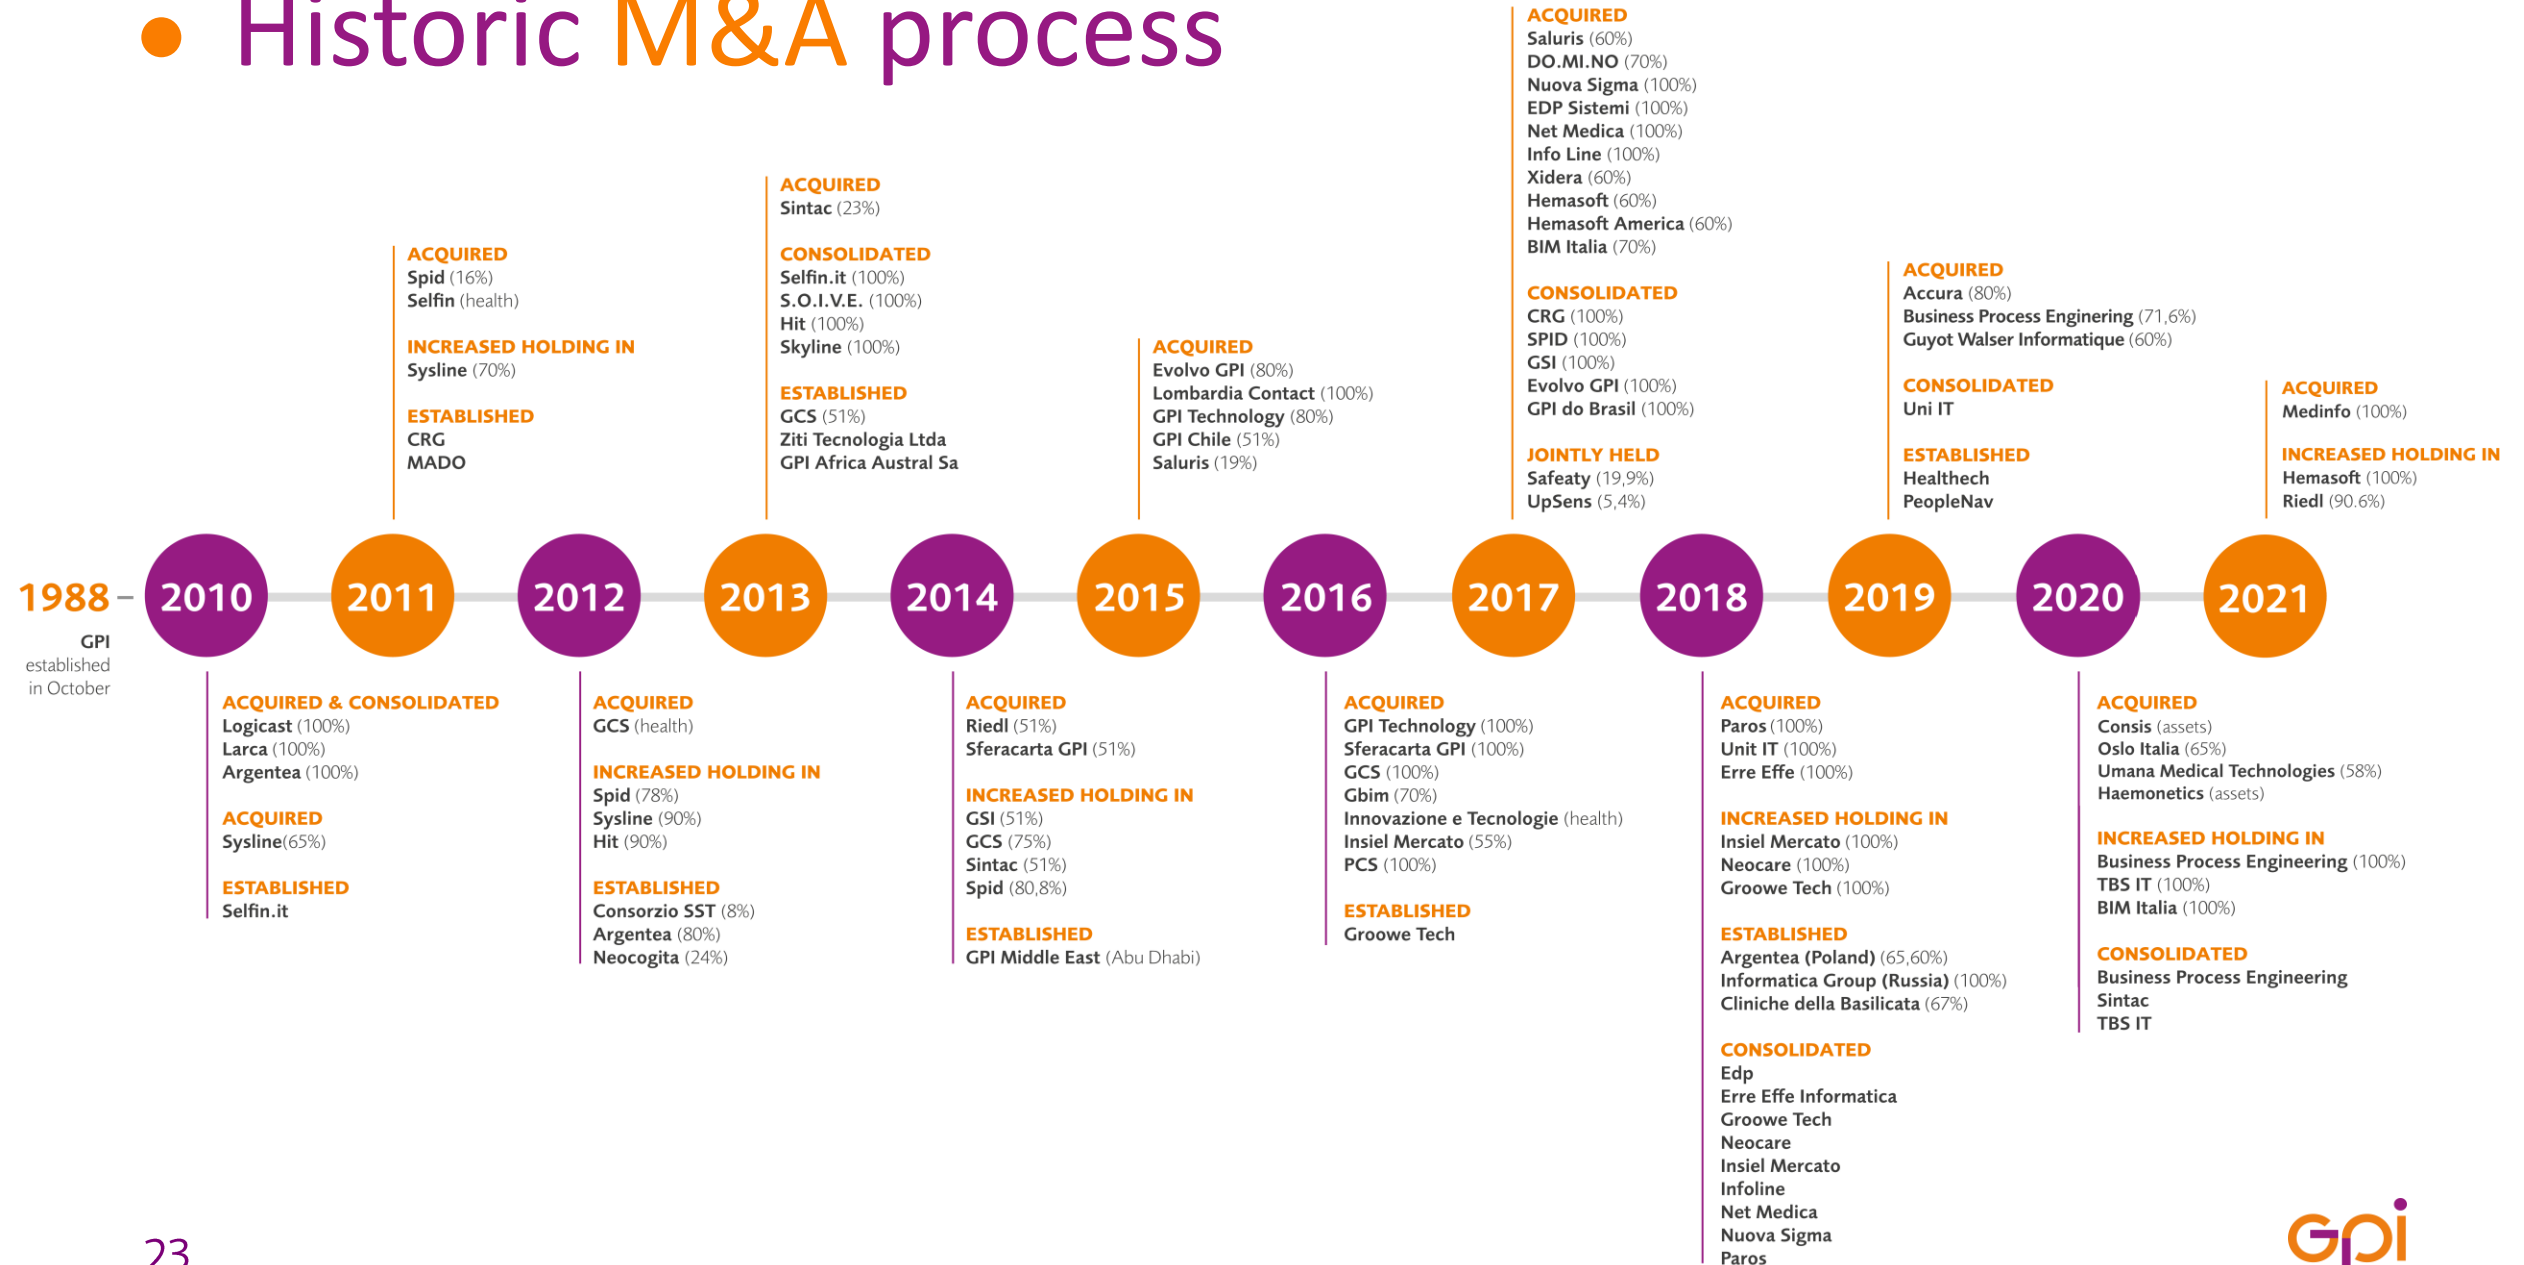 • Historic M&A process
1988 –
GPI
established
in October
2010
ACQUIRED & CONSOLIDATED
Logicast (100%)
Larca (100%)
Argentea (100%)
ACQUIRED
Sysline(65%)
ESTABLISHED
Selfin.it
2011
ACQUIRED
Spid (16%)
Selfin (health)
INCREASED HOLDING IN
Sysline (70%)
ESTABLISHED
CRG
MADO
2012
ACQUIRED
GCS (health)
INCREASED HOLDING IN
Spid (78%)
Sysline (90%)
Hit (90%)
ESTABLISHED
Consorzio SST (8%)
Argentea (80%)
Neocogita (24%)
2013
ACQUIRED
Sintac (23%)
CONSOLIDATED
Selfin.it (100%)
S.O.I.V.E. (100%)
Hit (100%)
Skyline (100%)
ESTABLISHED
GCS (51%)
Ziti Tecnologia Ltda
GPI Africa Austral Sa
2014
ACQUIRED
Riedl (51%)
Sferacarta GPI (51%)
INCREASED HOLDING IN
GSI (51%)
GCS (75%)
Sintac (51%)
Spid (80,8%)
ESTABLISHED
GPI Middle East (Abu Dhabi)
2015
ACQUIRED
Evolvo GPI (80%)
Lombardia Contact (100%)
GPI Technology (80%)
GPI Chile (51%)
Saluris (19%)
2016
ACQUIRED
GPI Technology (100%)
Sferacarta GPI (100%)
GCS (100%)
Gbim (70%)
Innovazione e Tecnologie (health)
Insiel Mercato (55%)
PCS (100%)
ESTABLISHED
Groowe Tech
2017
ACQUIRED
Saluris (60%)
DO.MI.NO (70%)
Nuova Sigma (100%)
EDP Sistemi (100%)
Net Medica (100%)
Info Line (100%)
Xidera (60%)
Hemasoft (60%)
Hemasoft America (60%)
BIM Italia (70%)
CONSOLIDATED
CRG (100%)
SPID (100%)
GSI (100%)
Evolvo GPI (100%)
GPI do Brasil (100%)
JOINTLY HELD
Safeaty (19,9%)
UpSens (5,4%)
2018
ACQUIRED
Paros (100%)
Unit IT (100%)
Erre Effe (100%)
INCREASED HOLDING IN
Insiel Mercato (100%)
Neocare (100%)
Groowe Tech (100%)
ESTABLISHED
Argentea (Poland) (65,60%)
Informatica Group (Russia) (100%)
Cliniche della Basilicata (67%)
CONSOLIDATED
Edp
Erre Effe Informatica
Groowe Tech
Neocare
Insiel Mercato
Infoline
Net Medica
Nuova Sigma
Paros
2019
ACQUIRED
Accura (80%)
Business Process Enginering (71,6%)
Guyot Walser Informatique (60%)
CONSOLIDATED
Uni IT
ESTABLISHED
Healthech
PeopleNav
2020
ACQUIRED
Consis (assets)
Oslo Italia (65%)
Umana Medical Technologies (58%)
Haemonetics (assets)
INCREASED HOLDING IN
Business Process Engineering (100%)
TBS IT (100%)
BIM Italia (100%)
CONSOLIDATED
Business Process Engineering
Sintac
TBS IT
2021
ACQUIRED
Medinfo (100%)
INCREASED HOLDING IN
Hemasoft (100%)
Riedl (90.6%)
23
gpi